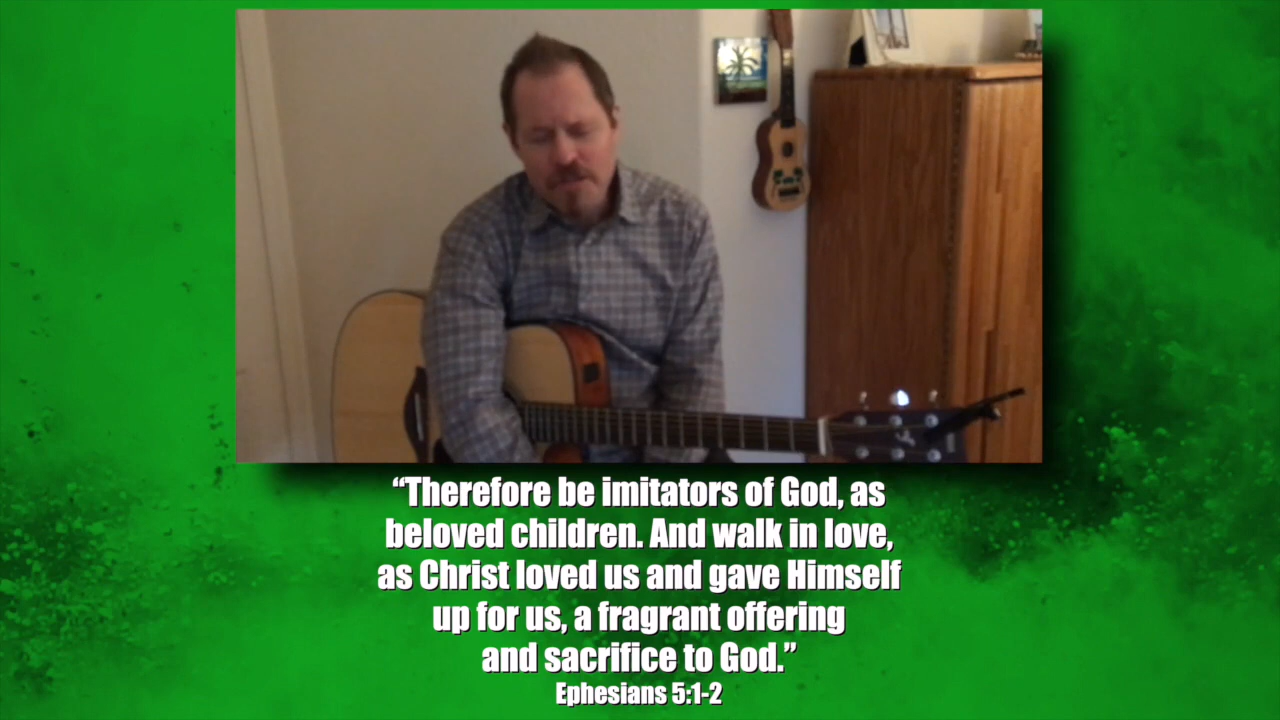 “Therefore be imitators of God, as
beloved children. And walk in love,
as Christ loved us and gave Himself
up for us, a fragrant offering
and sacrifice to God.”
Ephesians 5:1-2